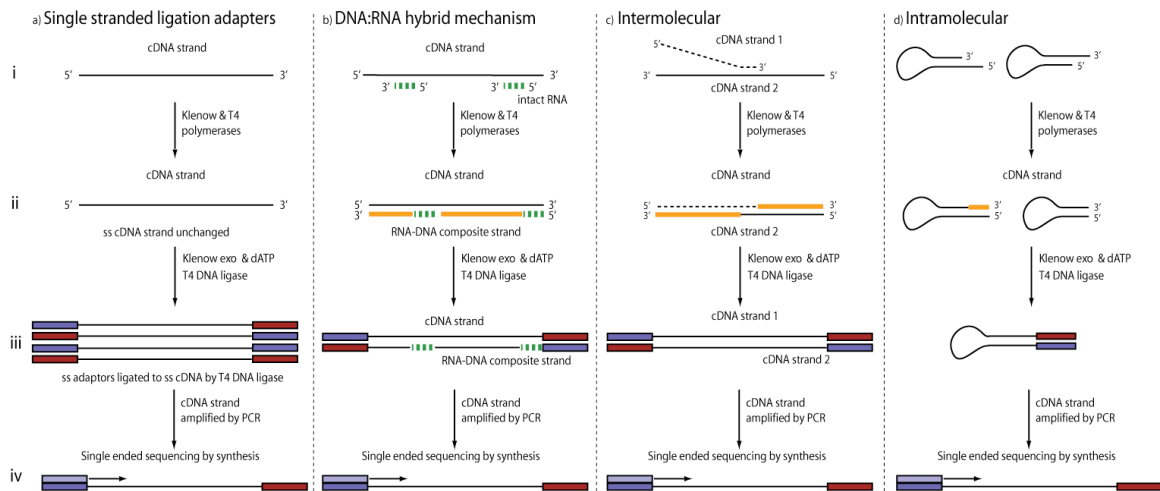 a) Single stranded ligation adapters
b) DNA:RNA hybrid mechanism
c) Intermolecular
d) Intramolecular
i
cDNA strand
5’ 3’
Klenow & T4
polymerases
cDNA strand
3’ 5’ 3’ 5’
intact RNA
Klenow & T4
polymerases
cDNA strand 1
5’
3’
3’ 5’
cDNA strand 2
Klenow & T4
polymerases
3’
5’
3’
5’
Klenow & T4
polymerases
ii
cDNA strand
5’ 3’
ss cDNA strand unchanged
Klenow exo & dATP
T4 DNA ligase
cDNA strand
5’ 3’
3’ 5’
RNA-DNA composite strand
Klenow exo & dATP
T4 DNA ligase
cDNA strand
5’ 3’
3’ 5’
cDNA strand 2
Klenow exo & dATP
T4 DNA ligase
cDNA strand
3’
5’
3’
5’
Klenow exo & dATP
T4 DNA ligase
iii
ss adaptors ligated to ss cDNA by T4 DNA ligase
cDNA strand
amplified by PCR
cDNA strand
RNA-DNA composite strand
cDNA strand
amplified by PCR
cDNA strand 1
cDNA strand 2
cDNA strand
amplified by PCR
cDNA strand
amplified by PCR
iv
Single ended sequencing by synthesis
Single ended sequencing by synthesis
Single ended sequencing by synthesis
Single ended sequencing by synthesis